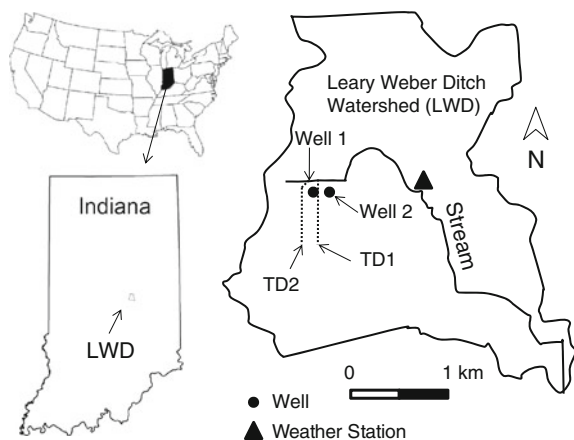 Leary Weber Ditch
Watershed (LWD)
Well 1
N
Indiana
Well 2
Stream
TD1
TD2
LWD
0 1 km
Well
Weather Station